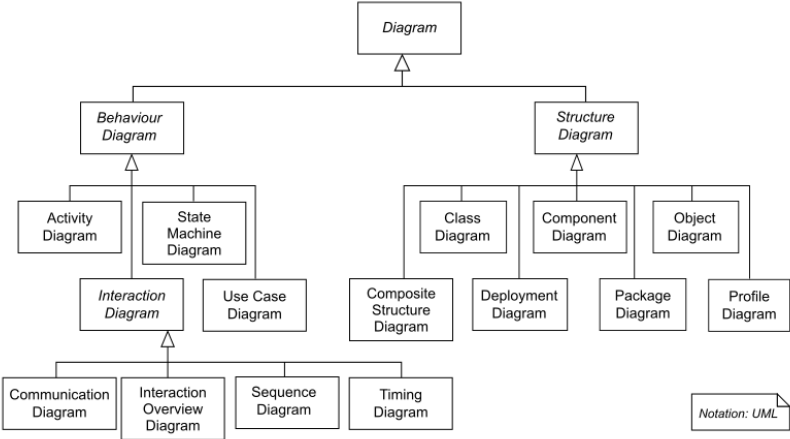 Diagram
Behaviour
Diagram
Structure
Diagram
Activity
Diagram
State
Machine
Diagram
Class
Diagram
Component
Diagram
Object
Diagram
Interaction
Diagram
Use Case
Diagram
Composite
Structure
Diagram
Deployment
Diagram
Package
Diagram
Profile
Diagram
Communication
Diagram
Interaction
Overview
Diagram
Sequence
Diagram
Timing
Diagram
Notation: UML